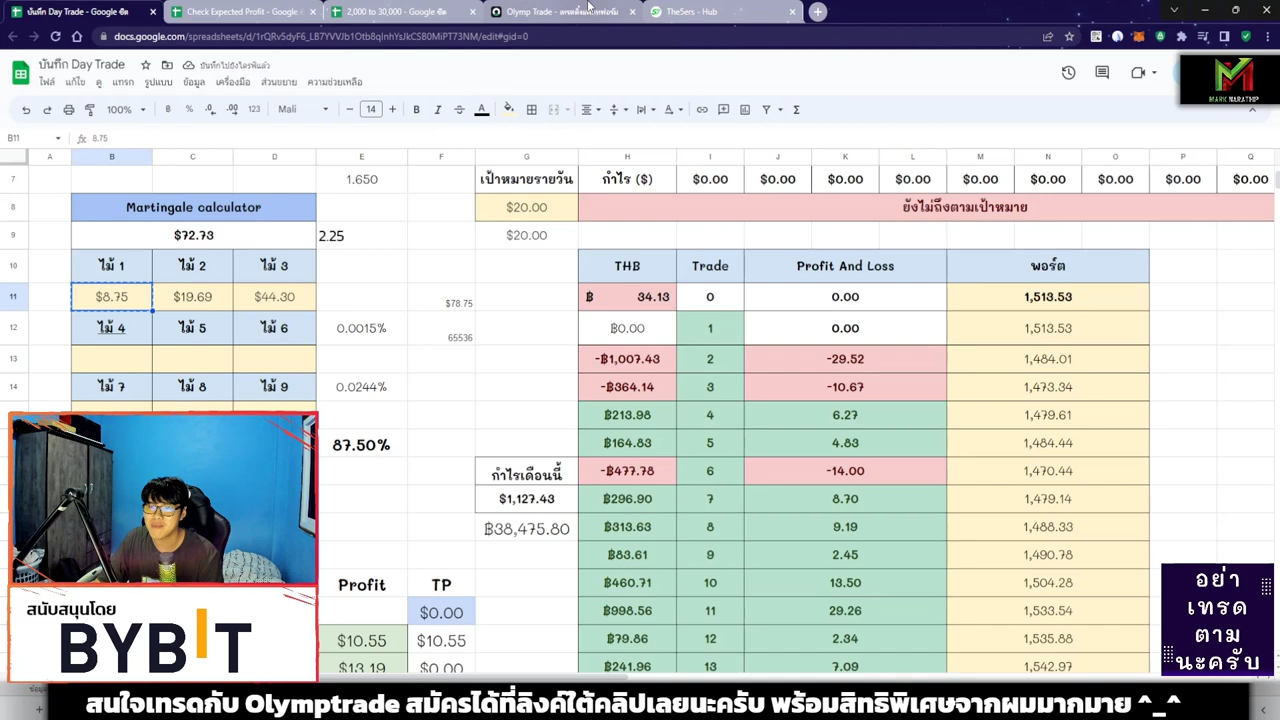 บันทึก Day Trade - Google ชีต
Check Expected Profit - Google
2,000 to 30,000 - Google ชีต
Olymp Trade -
The5ers - Hub
docs.google.com/spreadsheets/d/1rQRv5dyF6_L87YVVJb1Otb8qInhYsJkCS80MiPT73NM/edit#gid=0
บันทึก Day Trade
บันทึกไปยังไดรฟ์แล้ว
ไฟล์ แก้ไข ดู แทรก รูปแบบ ข้อมูล เครื่องมือ ส่วนขยาย ความช่วยเหลือ
MARK NARATHIP
100% ฿ % .0 .00 123 Mali 14 B I S A
B11 fx 8.75
A B C D E F G H I J K L M N O P Q
7 1.650 เป้าหมายรายวัน กำไร ($) $0.00 $0.00 $0.00 $0.00 $0.00 $0.00 $0.00 $0.00 $0.00
8 Martingale calculator $20.00 ยังไม่ถึงตามเป้าหมาย
9 $72.73 2.25 $20.00
10 ไม้ 1 ไม้ 2 ไม้ 3 THB Trade Profit And Loss พอร์ต
11 $8.75 $19.69 $44.30 $78.75 ฿ 34.13 0 0.00 1,513.53
12 ไม้ 4 ไม้ 5 ไม้ 6 0.0015% 65536 ฿0.00 1 0.00 1,513.53
13 -฿1,007.43 2 -29.52 1,484.01
14 ไม้ 7 ไม้ 8 ไม้ 9 0.0244% -฿364.14 3 -10.67 1,473.34
฿213.98 4 6.27 1,479.61
87.50% ฿164.83 5 4.83 1,484.44
กำไรเดือนนี้ -฿477.78 6 -14.00 1,470.44
$1,127.43 ฿296.90 7 8.70 1,479.14
฿38,475.80 ฿313.63 8 9.19 1,488.33
฿83.61 9 2.45 1,490.78
Profit TP ฿460.71 10 13.50 1,504.28
$0.00 ฿998.56 11 29.26 1,533.54
$10.55 $10.55 ฿79.86 12 2.34 1,535.88
$13.19 $0.00 ฿241.96 13 7.09 1,542.97
สนับสนุนโดย
BYBIT
อย่า
เทรด
ตาม
นะครับ
สนใจเทรดกับ Olymptrade สมัครได้ที่ลิงค์ใต้คลิปเลยนะครับ พร้อมสิทธิพิเศษจากผมมากมาย ^_^